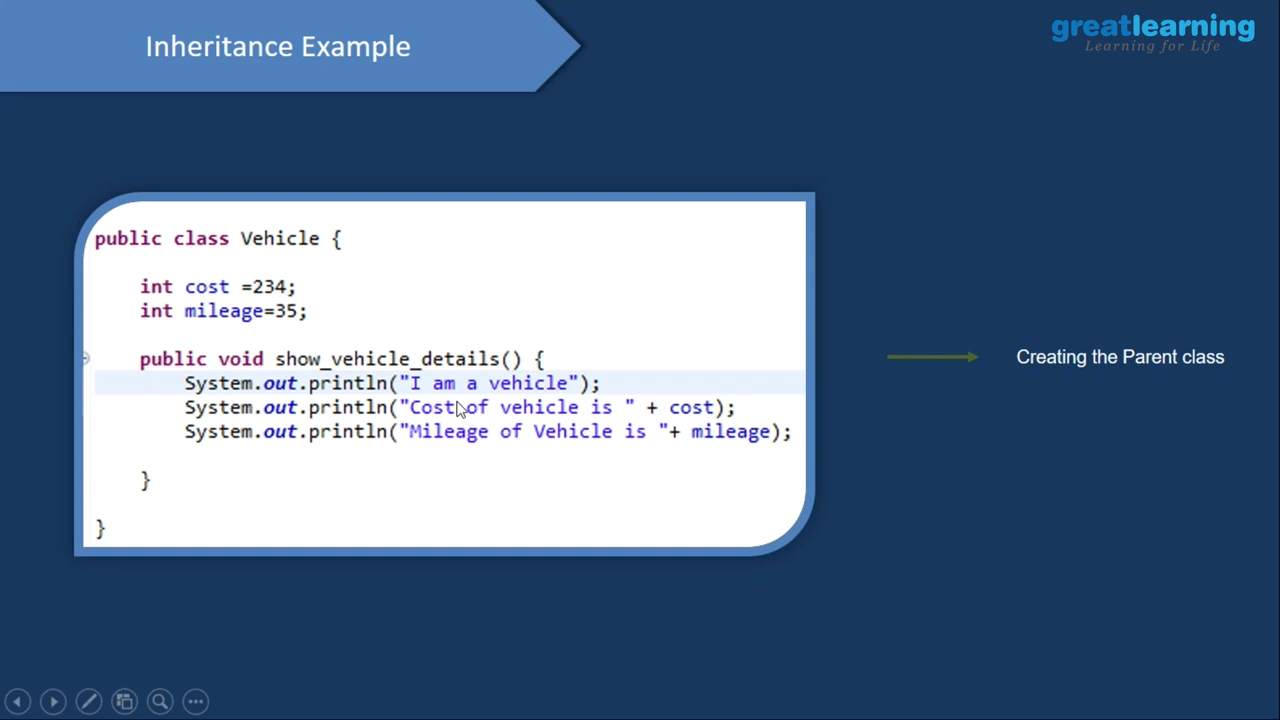 Inheritance Example
greatlearning
Learning for Life
public class Vehicle {
int cost =234;
int mileage=35;
public void show_vehicle_details() {
System.out.println("I am a vehicle");
System.out.println("Cost of vehicle is " + cost);
System.out.println("Mileage of Vehicle is "+ mileage);
}
}
Creating the Parent class